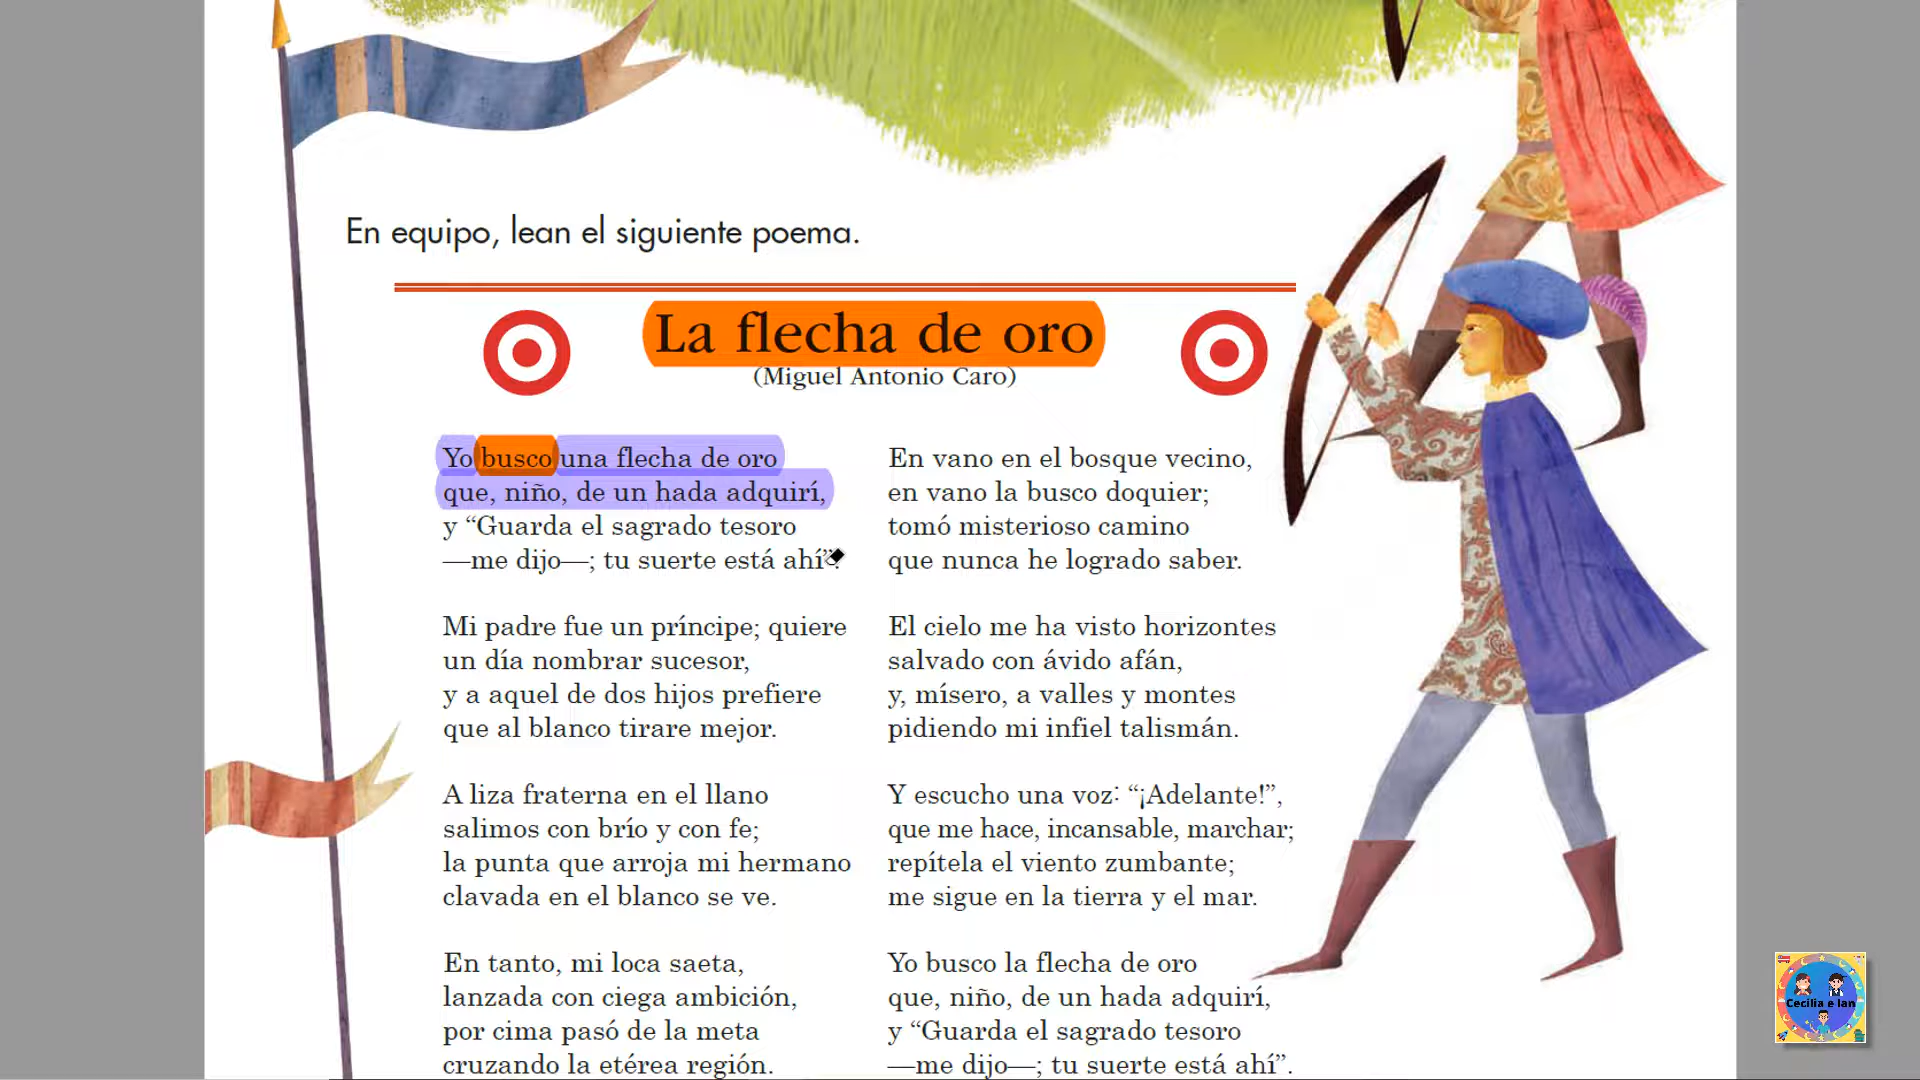 En equipo, lean el siguiente poema.
La flecha de oro
(Miguel Antonio Caro)
Yo busco una flecha de oro
que, niño, de un hada adquirí,
y “Guarda el sagrado tesoro
—me dijo—; tu suerte está ahí”.
Mi padre fue un príncipe; quiere
un día nombrar sucesor,
y a aquel de dos hijos prefiere
que al blanco tirare mejor.
A liza fraterna en el llano
salimos con brío y con fe;
la punta que arroja mi hermano
clavada en el blanco se ve.
En tanto, mi loca saeta,
lanzada con ciega ambición,
por cima pasó de la meta
cruzando la etérea región.
En vano en el bosque vecino,
en vano la busco doquier;
tomó misterioso camino
que nunca he logrado saber.
El cielo me ha visto horizontes
salvado con ávido afán,
y, mísero, a valles y montes
pidiendo mi infiel talismán.
Y escucho una voz: “¡Adelante!”,
que me hace, incansable, marchar;
repítela el viento zumbante;
me sigue en la tierra y el mar.
Yo busco la flecha de oro
que, niño, de un hada adquirí,
y “Guarda el sagrado tesoro
—me dijo—; tu suerte está ahí”.
Cecilia e Ian